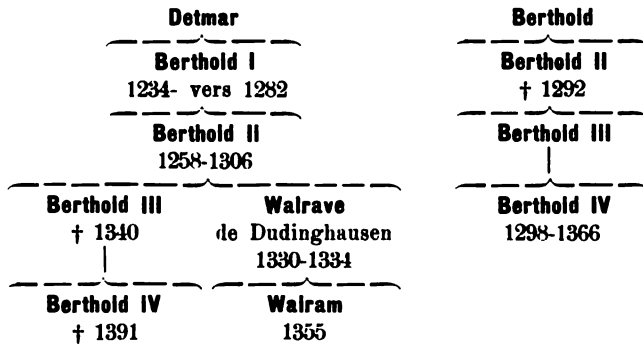 Detmar
Berthold I
1234- vers 1282
Berthold II
1258-1306
Berthold III
† 1340
Walrave
de Dudinghausen
1330-1334
Berthold IV
† 1391
Walram
1355
Berthold
Berthold II
† 1292
Berthold III
Berthold IV
1298-1366